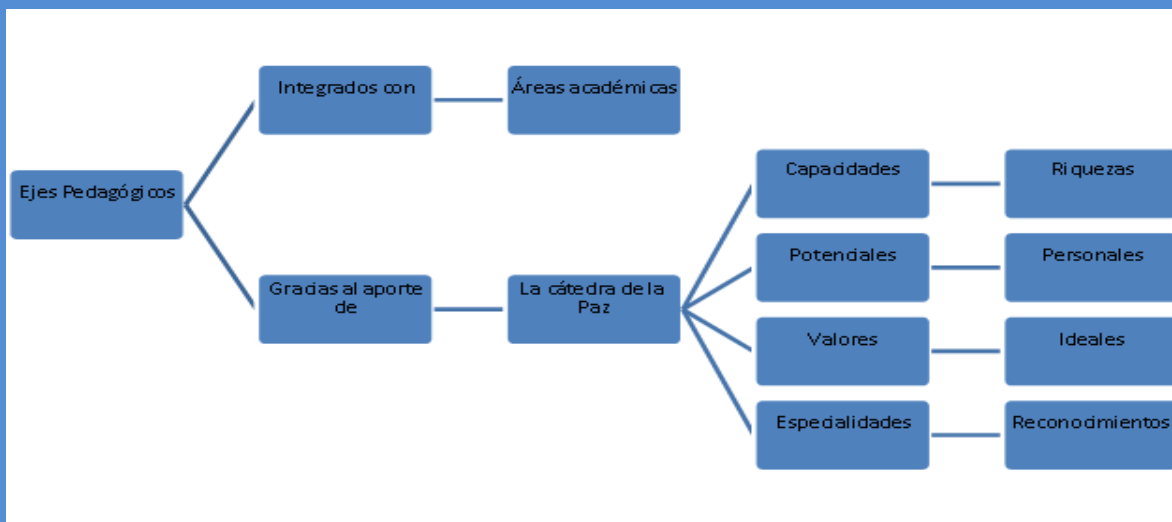 Ejes Pedagógicos
Integrados con
Áreas académicas
Gracias al aporte
de
La cátedra de la
Paz
Capacidades
Riquezas
Potenciales
Personales
Valores
Ideales
Especialidades
Reconocimientos